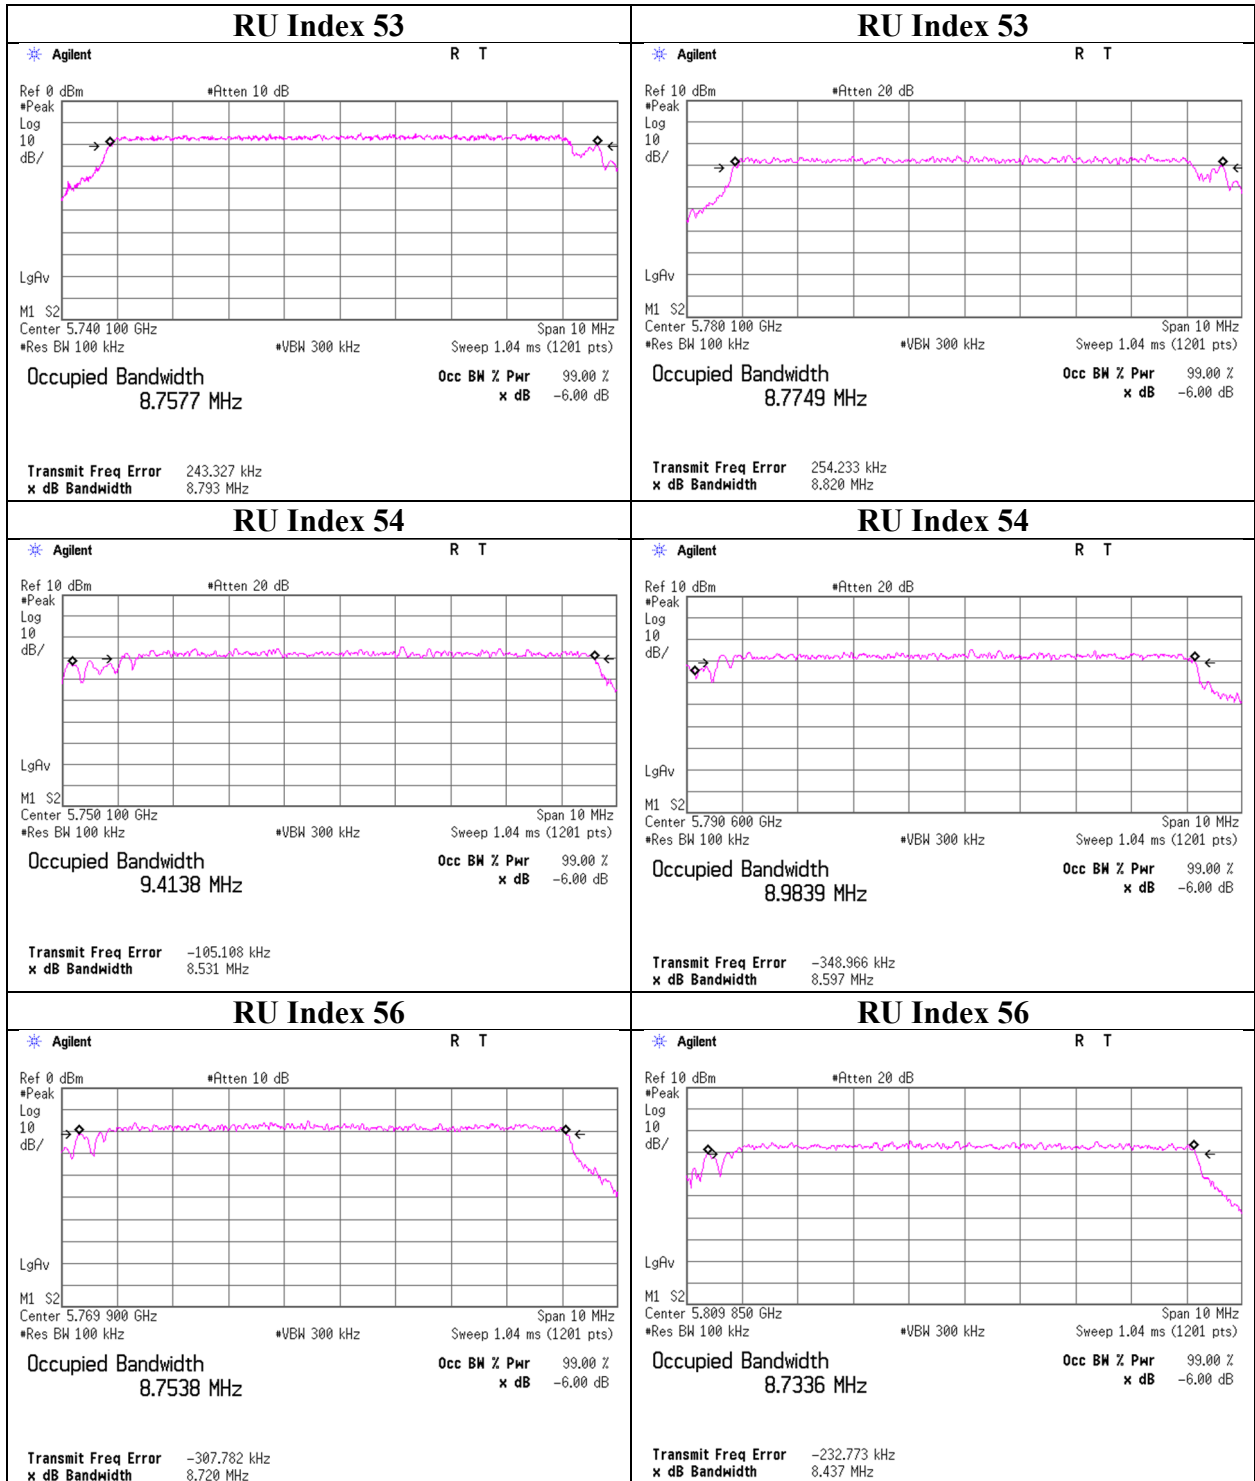 RU Index 53
Agilent R T
Ref 0 dBm #Atten 10 dB
#Peak
Log
10
dB/
LgAv
M1 S2
Center 5.740 100 GHz Span 10 MHz
#Res BW 100 kHz #VBW 300 kHz Sweep 1.04 ms (1201 pts)
Occupied Bandwidth Occ BW % Pwr 99.00 %
8.7577 MHz x dB -6.00 dB
Transmit Freq Error 243.327 kHz
x dB Bandwidth 8.793 MHz
RU Index 53
Agilent R T
Ref 10 dBm #Atten 20 dB
#Peak
Log
10
dB/
LgAv
M1 S2
Center 5.780 100 GHz Span 10 MHz
#Res BW 100 kHz #VBW 300 kHz Sweep 1.04 ms (1201 pts)
Occupied Bandwidth Occ BW % Pwr 99.00 %
8.7749 MHz x dB -6.00 dB
Transmit Freq Error 254.233 kHz
x dB Bandwidth 8.820 MHz
RU Index 54
Agilent R T
Ref 10 dBm #Atten 20 dB
#Peak
Log
10
dB/
LgAv
M1 S2
Center 5.750 100 GHz Span 10 MHz
#Res BW 100 kHz #VBW 300 kHz Sweep 1.04 ms (1201 pts)
Occupied Bandwidth Occ BW % Pwr 99.00 %
9.4138 MHz x dB -6.00 dB
Transmit Freq Error -105.108 kHz
x dB Bandwidth 8.531 MHz
RU Index 54
Agilent R T
Ref 10 dBm #Atten 20 dB
#Peak
Log
10
dB/
LgAv
M1 S2
Center 5.790 600 GHz Span 10 MHz
#Res BW 100 kHz #VBW 300 kHz Sweep 1.04 ms (1201 pts)
Occupied Bandwidth Occ BW % Pwr 99.00 %
8.9839 MHz x dB -6.00 dB
Transmit Freq Error -348.966 kHz
x dB Bandwidth 8.597 MHz
RU Index 56
Agilent R T
Ref 0 dBm #Atten 10 dB
#Peak
Log
10
dB/
LgAv
M1 S2
Center 5.769 900 GHz Span 10 MHz
#Res BW 100 kHz #VBW 300 kHz Sweep 1.04 ms (1201 pts)
Occupied Bandwidth Occ BW % Pwr 99.00 %
8.7538 MHz x dB -6.00 dB
Transmit Freq Error -307.782 kHz
x dB Bandwidth 8.720 MHz
RU Index 56
Agilent R T
Ref 10 dBm #Atten 20 dB
#Peak
Log
10
dB/
LgAv
M1 S2
Center 5.809 850 GHz Span 10 MHz
#Res BW 100 kHz #VBW 300 kHz Sweep 1.04 ms (1201 pts)
Occupied Bandwidth Occ BW % Pwr 99.00 %
8.7336 MHz x dB -6.00 dB
Transmit Freq Error -232.773 kHz
x dB Bandwidth 8.437 MHz